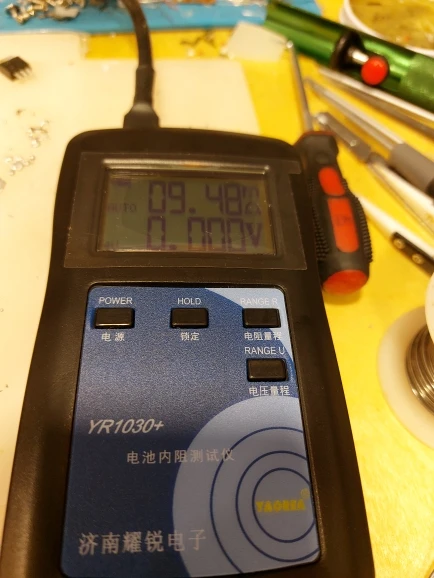 AUTO 09.48
0.000V
POWER HOLD RANGE R
电源 锁定 电阻量程
RANGE U
电压量程
YR1030+
电池内阻测试仪
济南耀锐电子